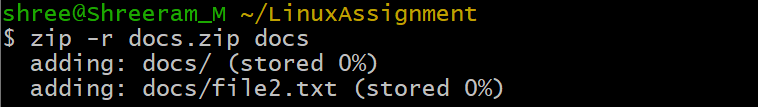 shree@Shreeram_M ~/LinuxAssignment
$ zip -r docs.zip docs
  adding: docs/ (stored 0%)
  adding: docs/file2.txt (stored 0%)